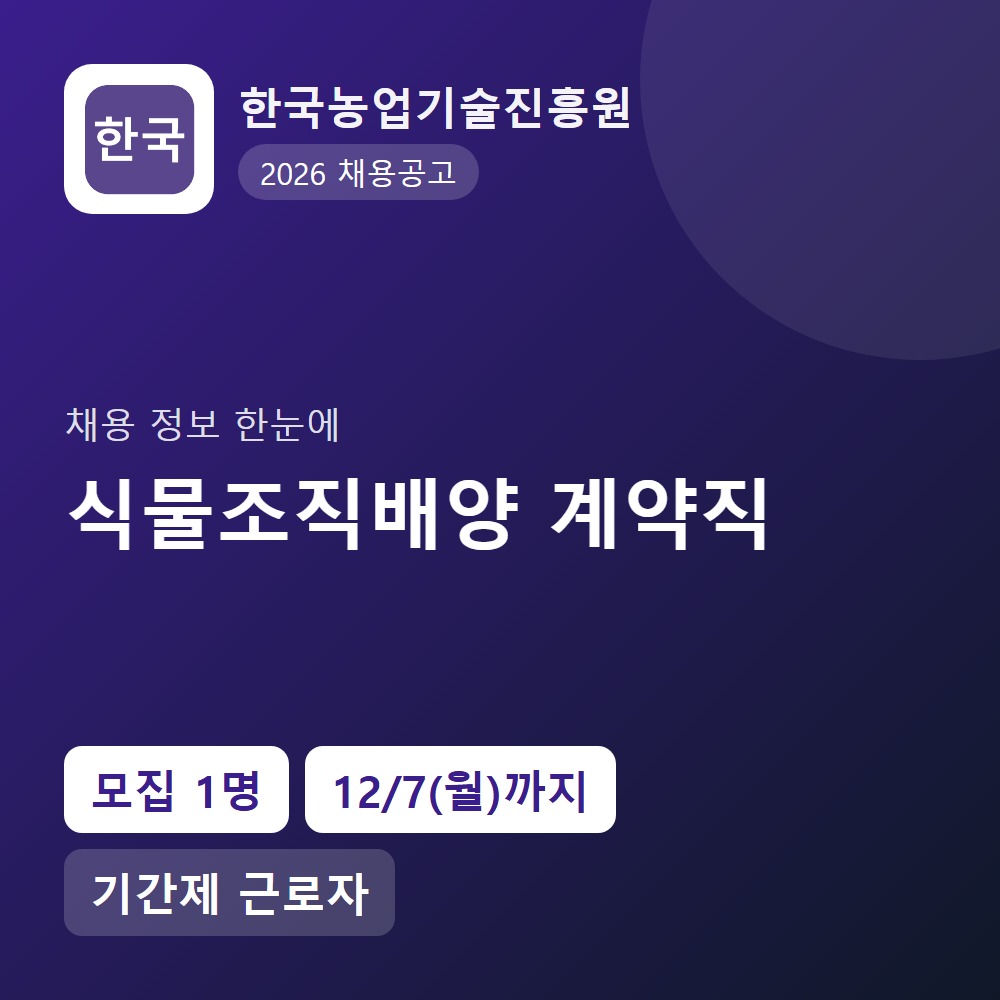 한국
한국농업기술진흥원
2026 채용공고
채용 정보 한눈에
식물조직배양 계약직
모집 1명
12/7(월)까지
기간제 근로자